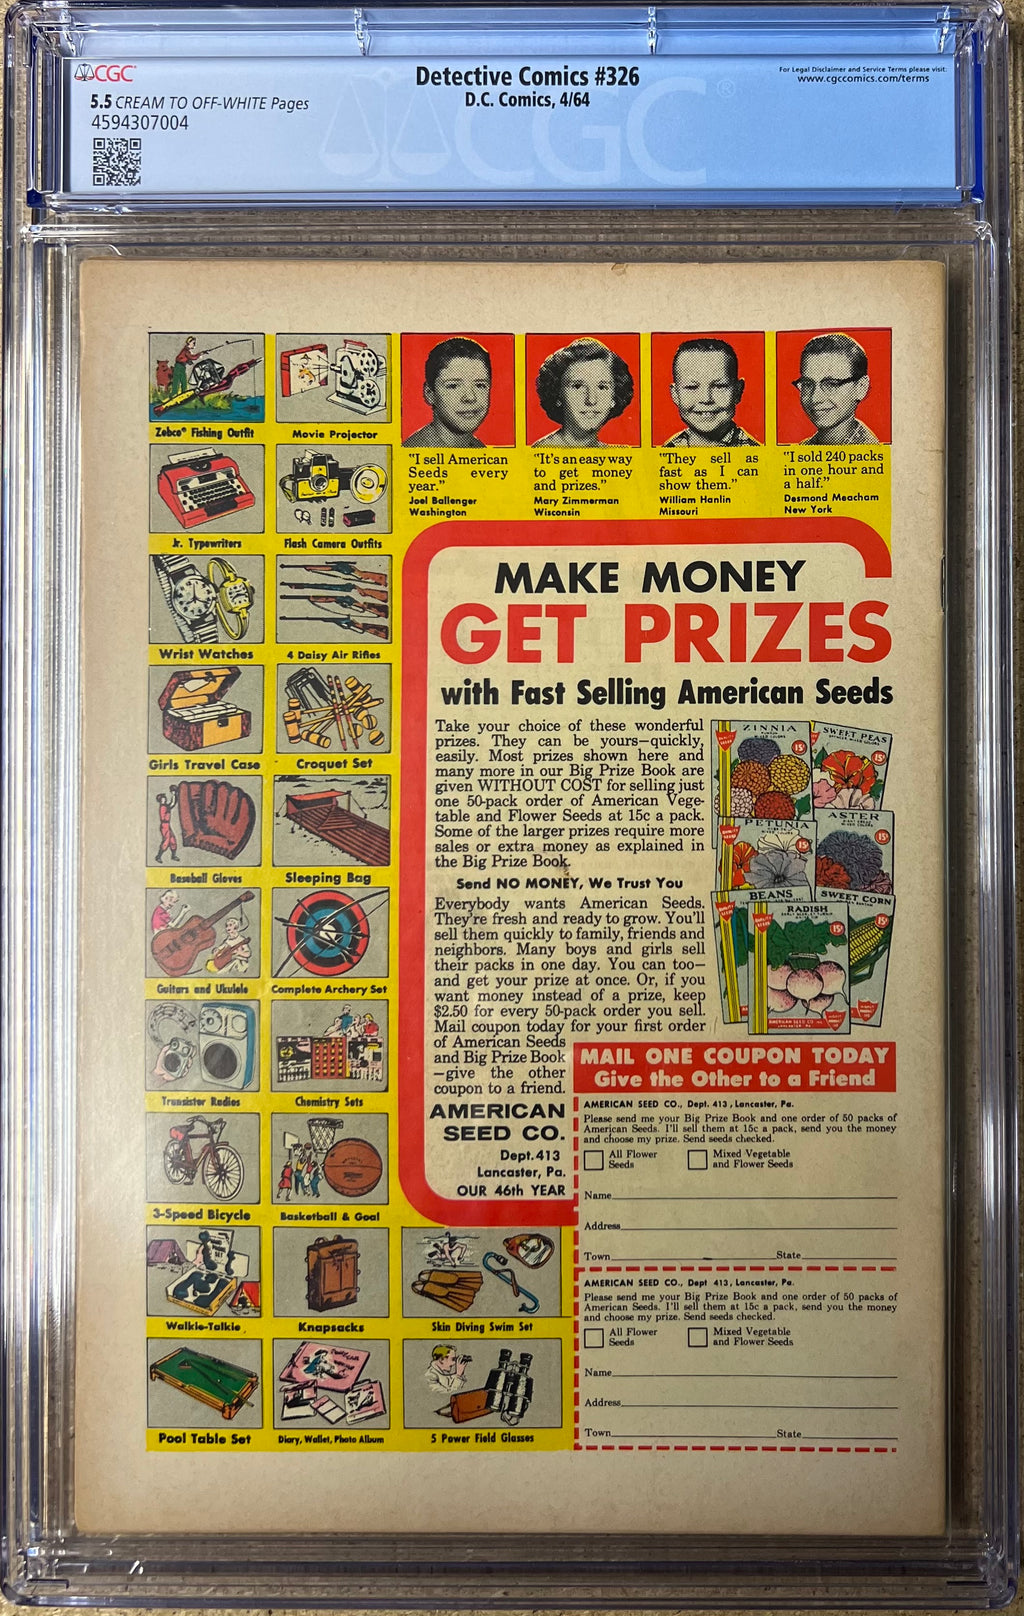 CGC
5.5 CREAM TO OFF-WHITE Pages
4594307004
Detective Comics #326
D.C. Comics, 4/64
For Legal Disclaimer and Service Terms please visit:
www.cgccomics.com/terms
CGC®
Zebco® Fishing Outfit
Movie Projector
Jr. Typewriters
Flash Camera Outfits
Wrist Watches
4 Daisy Air Rifles
Girls Travel Case
Croquet Set
Baseball Gloves
Sleeping Bag
Guitars and Ukulele
Complete Archery Set
Transistor Radios
Chemistry Sets
3-Speed Bicycle
Basketball & Goal
Walkie-Talkie
Knapsacks
Skin Diving Swim Set
Pool Table Set
Diary, Wallet, Photo Album
5 Power Field Glasses
"I sell American
Seeds every
year."
Joel Ballenger
Washington
"It's an easy way
to get money
and prizes."
Mary Zimmerman
Wisconsin
"They sell as
fast as I can
show them."
William Hanlin
Missouri
"I sold 240 packs
in one hour and
a half."
Desmond Meacham
New York
MAKE MONEY
GET PRIZES
with Fast Selling American Seeds
Take your choice of these wonderful
prizes. They can be yours—quickly,
easily. Most prizes shown here and
many more in our Big Prize Book are
given WITHOUT COST for selling just
one 50-pack order of American Vege-
table and Flower Seeds at 15c a pack.
Some of the larger prizes require more
sales or extra money as explained in
the Big Prize Book.
Send NO MONEY, We Trust You
Everybody wants American Seeds.
They're fresh and ready to grow. You'll
sell them quickly to family, friends and
neighbors. Many boys and girls sell
their packs in one day. You can too—
and get your prize at once. Or, if you
want money instead of a prize, keep
$2.50 for every 50-pack order you sell.
Mail coupon today for your first order
of American Seeds
and Big Prize Book
—give the other
coupon to a friend.
AMERICAN
SEED CO.
Dept. 413
Lancaster, Pa.
OUR 46th YEAR
ZINNIA
15¢
SWEET PEAS
15¢
PETUNIA
15¢
ASTER
15¢
BEANS
SWEET CORN
15¢
RADISH
15¢
AMERICAN SEED CO.
MAIL ONE COUPON TODAY
Give the Other to a Friend
AMERICAN SEED CO., Dept. 413, Lancaster, Pa.
Please send me your Big Prize Book and one order of 50 packs of
American Seeds. I'll sell them at 15c a pack, send you the money
and choose my prize. Send seeds checked.
All Flower
Seeds
Mixed Vegetable
and Flower Seeds
Name
Address
Town State
AMERICAN SEED CO., Dept 413, Lancaster, Pa.
Please send me your Big Prize Book and one order of 50 packs of
American Seeds. I'll sell them at 15c a pack, send you the money
and choose my prize. Send seeds checked.
All Flower
Seeds
Mixed Vegetable
and Flower Seeds
Name
Address
Town State